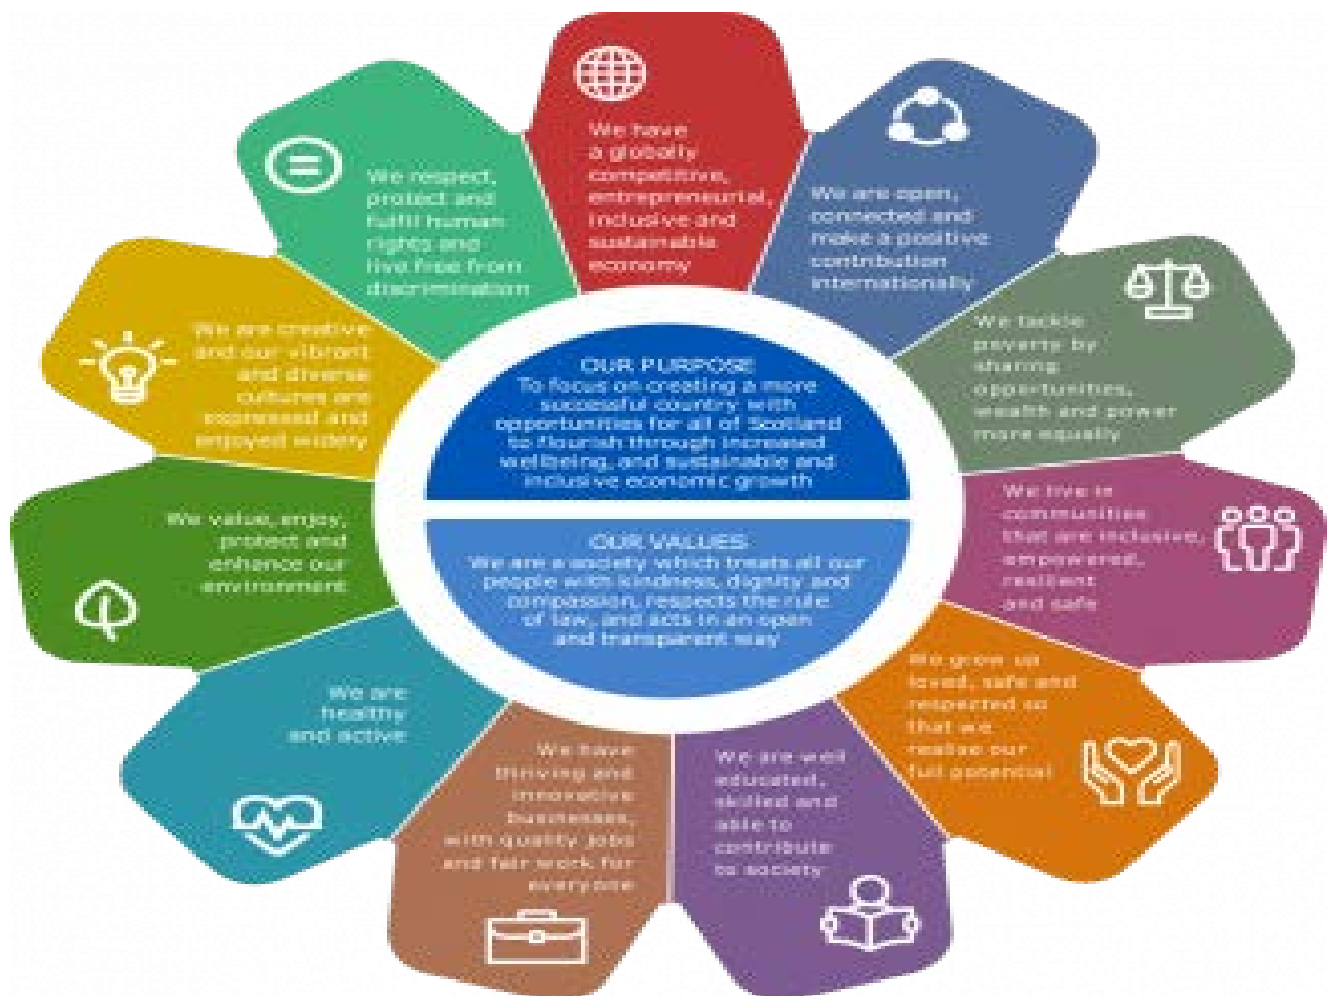 We have
a globally
competitive,
entrepreneurial,
inclusive and
sustainable
economy
We are open,
connected and
make a positive
contribution
internationally
We tackle
poverty by
sharing
opportunities,
wealth and power
more equally
We live in
communities
that are inclusive,
empowered,
resilient
and safe
We grow up
loved, safe and
respected so
that we
realise our
full potential
We are well
educated,
skilled and
able to
contribute
to society
We have
thriving and
innovative
businesses,
with quality jobs
and fair work for
everyone
We are
healthy
and active
We value, enjoy,
protect and
enhance our
environment
We are creative
and our vibrant
and diverse
cultures are
expressed and
enjoyed widely
We respect,
protect and
fulfil human
rights and
live free from
discrimination
OUR PURPOSE
To focus on creating a more
successful country with
opportunities for all of Scotland
to flourish through increased
wellbeing, and sustainable and
inclusive economic growth
OUR VALUES
We are a society which treats all our
people with kindness, dignity and
compassion, respects the rule
of law, and acts in an open
and transparent way